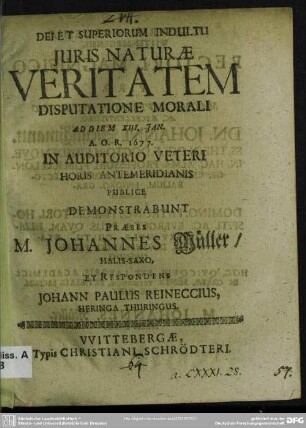 DEI ET SUPERIORUM INDULTU
JURIS NATURÆ
VERITATEM
DISPUTATIONE MORALI
AD DIEM XIII. JAN.
A. O. R. 1677.
IN AUDITORIO VETERI
HORIS ANTEMERIDIANIS
PUBLICE
DEMONSTRABUNT
PRÆSES
M. JOHANNES Müller /
HALIS-SAXO,
ET RESPONDENS
JOHANN PAULUS REINECCIUS,
HERINGA THURINGUS.
VVITTEBERGÆ,
Typis CHRISTIANI SCHRÖDTERI.
57.